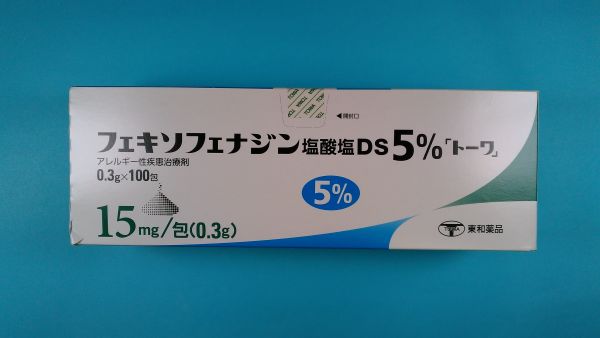 ◀開封口
フェキソフェナジン塩酸塩DS5%「トーワ」
アレルギー性疾患治療剤
0.3g×100包
5%
15mg/包(0.3g)
TOWA
東和薬品